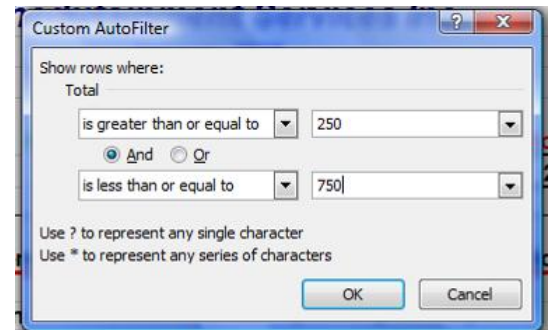 Custom AutoFilter
Show rows where:
Total
is greater than or equal to 250
And Or
is less than or equal to 750
Use ? to represent any single character
Use * to represent any series of characters
OK Cancel